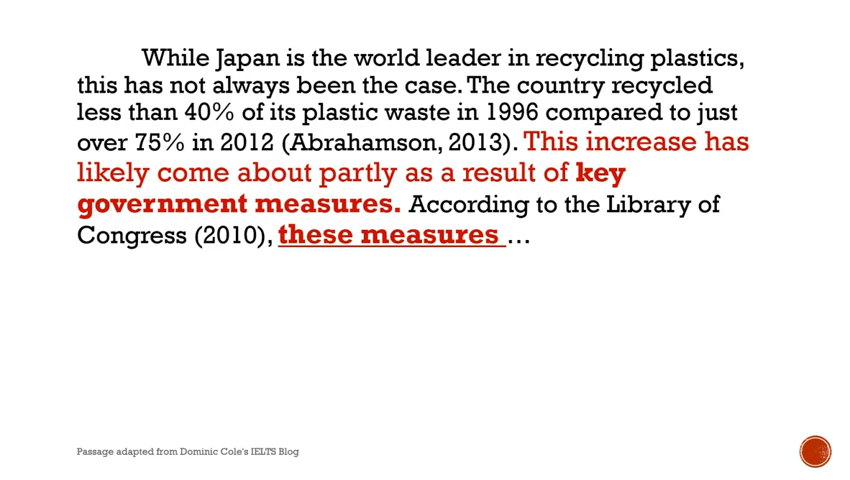 While Japan is the world leader in recycling plastics,
this has not always been the case. The country recycled
less than 40% of its plastic waste in 1996 compared to just
over 75% in 2012 (Abrahamson, 2013). This increase has
likely come about partly as a result of key
government measures. According to the Library of
Congress (2010), these measures ...
Passage adapted from Dominic Cole's IELTS Blog